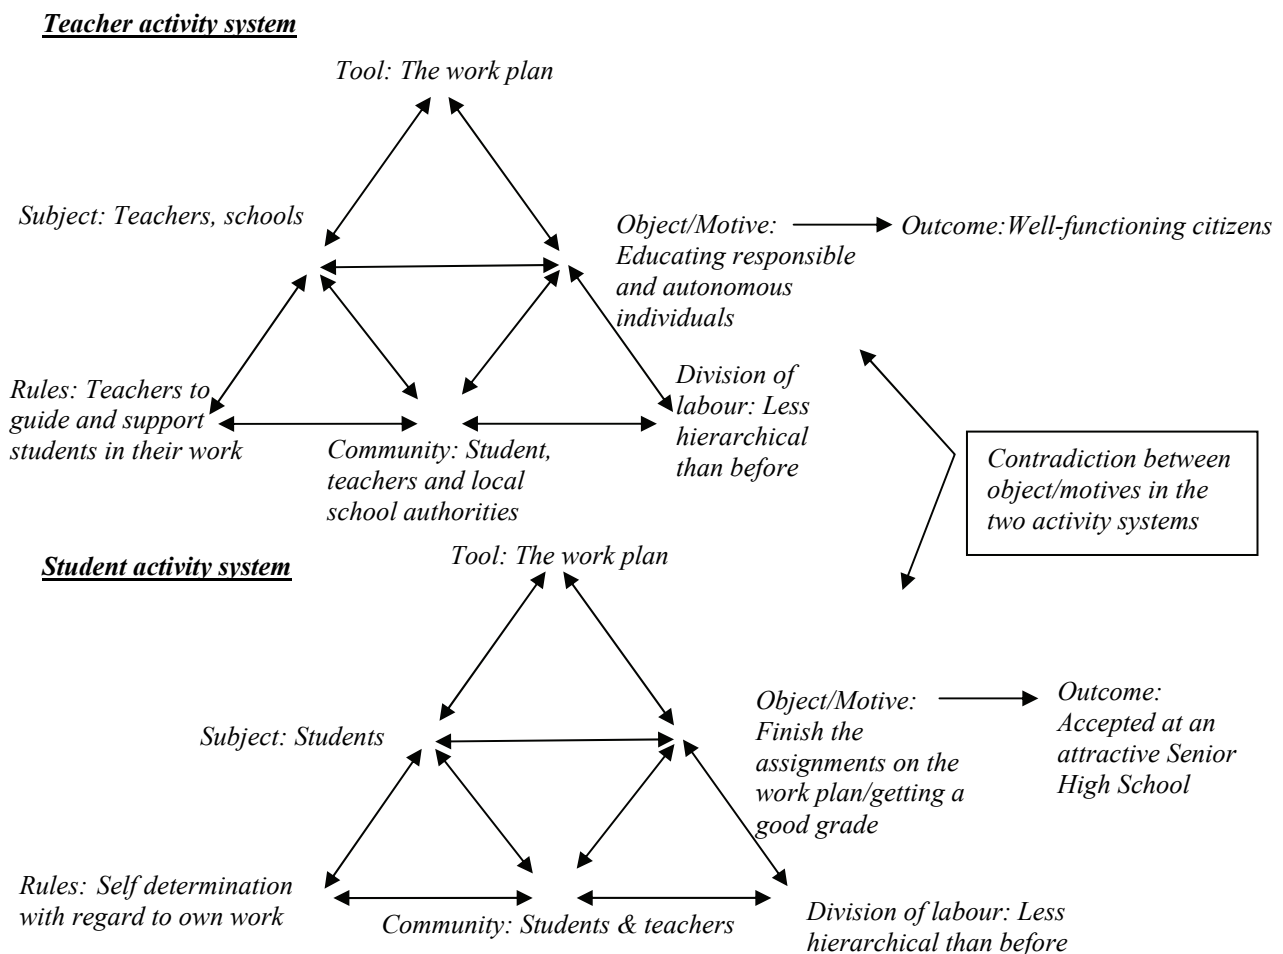 Teacher activity system
Tool: The work plan
Subject: Teachers, schools
Object/Motive:
Educating responsible
and autonomous
individuals
Outcome:Well-functioning citizens
Rules: Teachers to
guide and support
students in their work
Community: Student,
teachers and local
school authorities
Division of
labour: Less
hierarchical
than before
Contradiction between
object/motives in the
two activity systems
Student activity system
Tool: The work plan
Subject: Students
Object/Motive:
Finish the
assignments on the
work plan/getting a
good grade
Outcome:
Accepted at an
attractive Senior
High School
Rules: Self determination
with regard to own work
Community: Students & teachers
Division of labour: Less
hierarchical than before